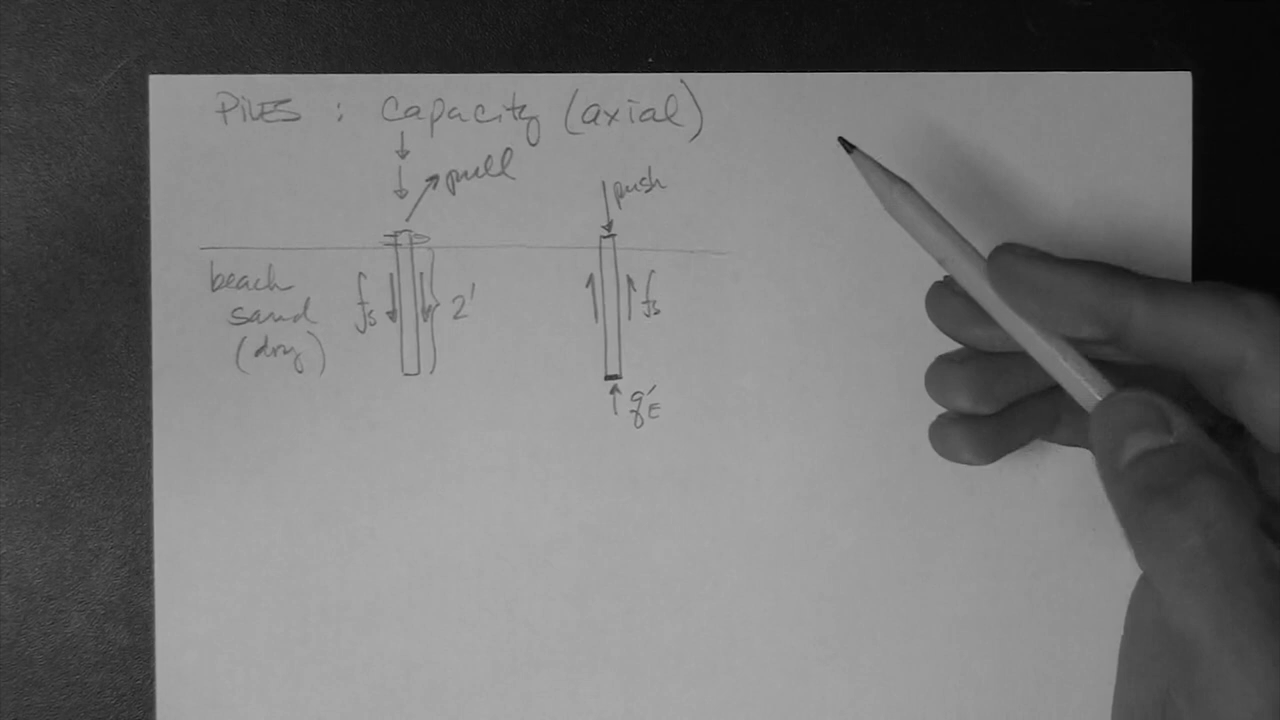 PILES : Capacity (axial)
pull
push
beach
sand
(dry)
fs
2'
fs
q'E